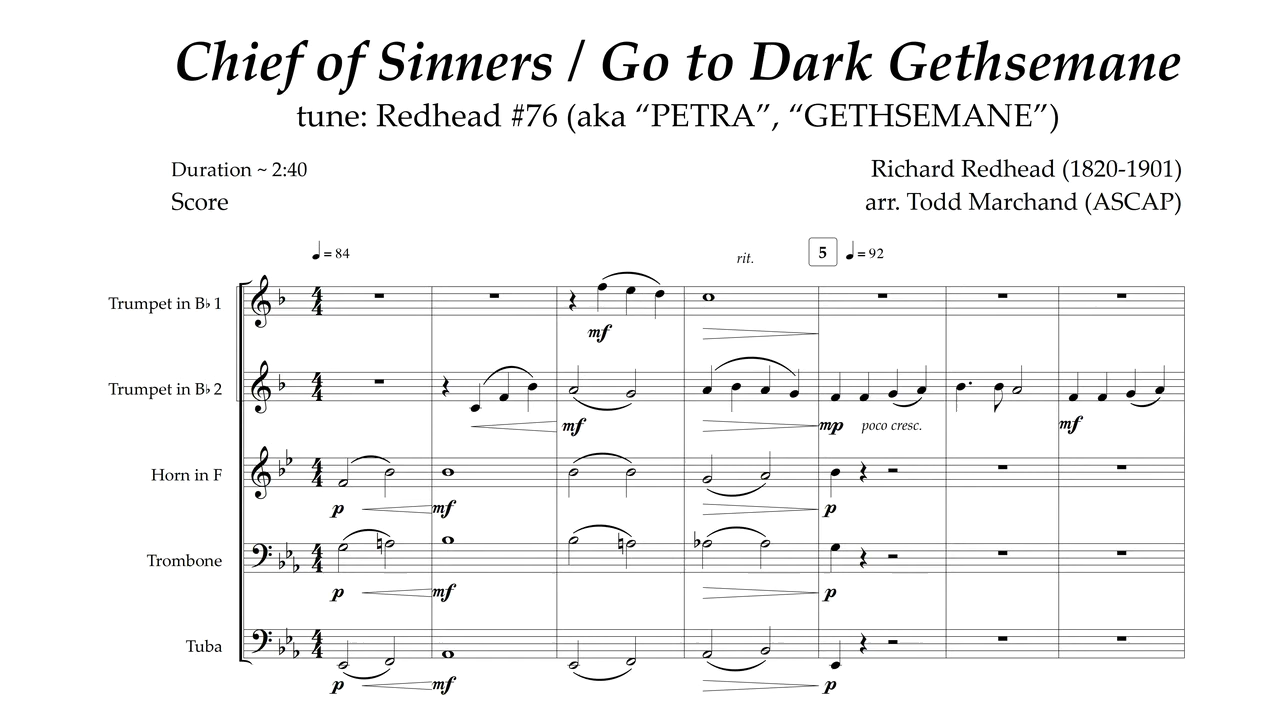 Chief of Sinners / Go to Dark Gethsemane
tune: Redhead #76 (aka “PETRA”, “GETHSEMANE”)
Duration ~ 2:40
Richard Redhead (1820-1901)
Score
arr. Todd Marchand (ASCAP)
♩ = 84
rit.
5
♩ = 92
Trumpet in B♭ 1
mf
Trumpet in B♭ 2
mf
mp
poco cresc.
mf
Horn in F
p
mf
p
Trombone
p
mf
p
Tuba
p
mf
p